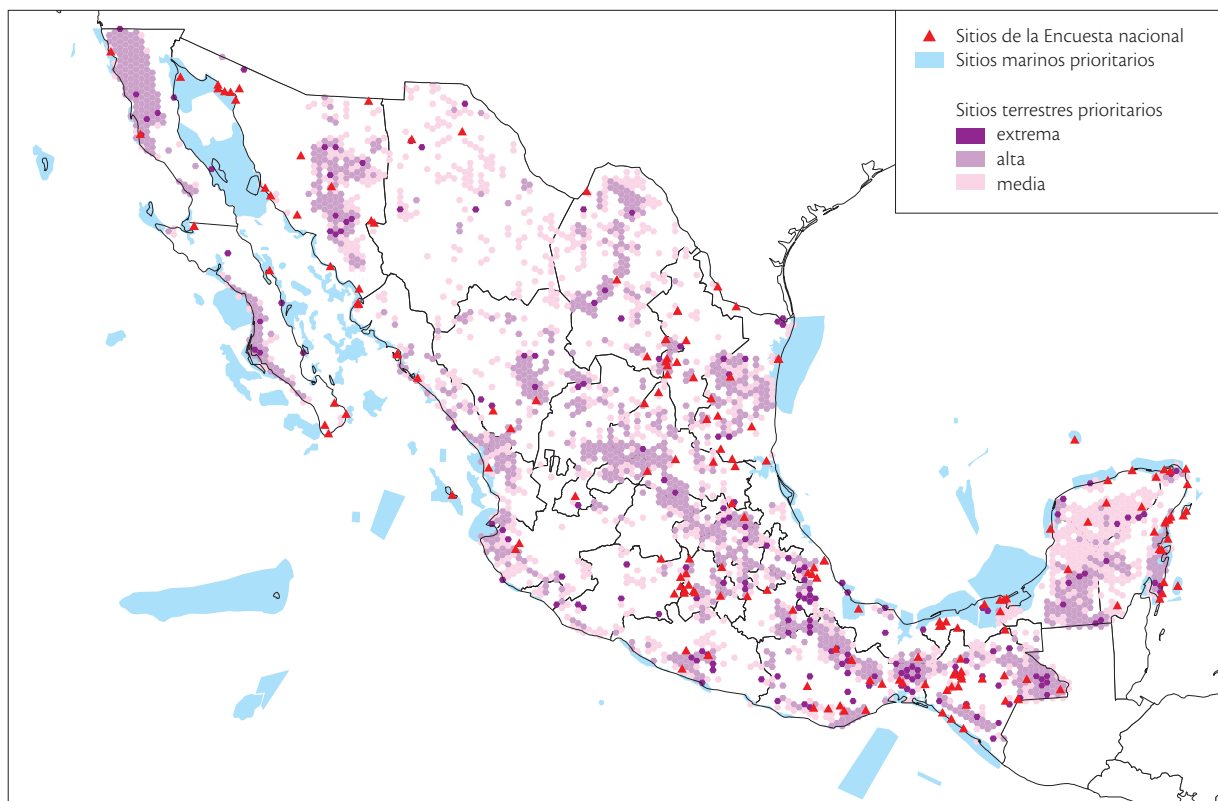 Sitios de la Encuesta nacional
Sitios marinos prioritarios
Sitios terrestres prioritarios
extrema
alta
media